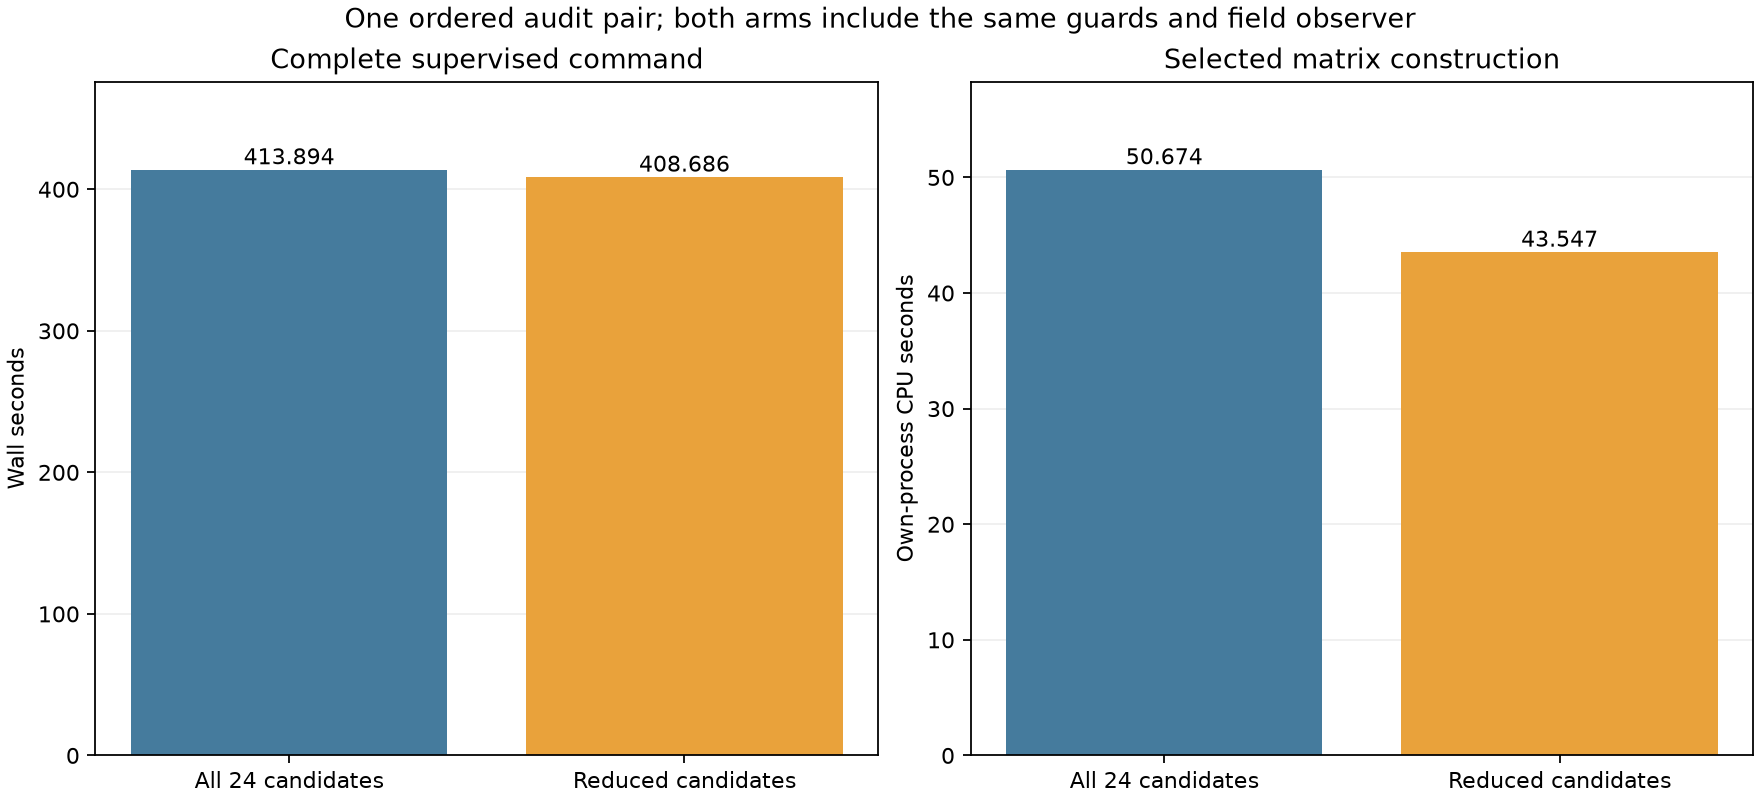 One ordered audit pair; both arms include the same guards and field observer
Complete supervised command
Wall seconds
400
300
200
100
0
413.894
408.686
All 24 candidates
Reduced candidates
Selected matrix construction
Own-process CPU seconds
50
40
30
20
10
0
50.674
43.547
All 24 candidates
Reduced candidates